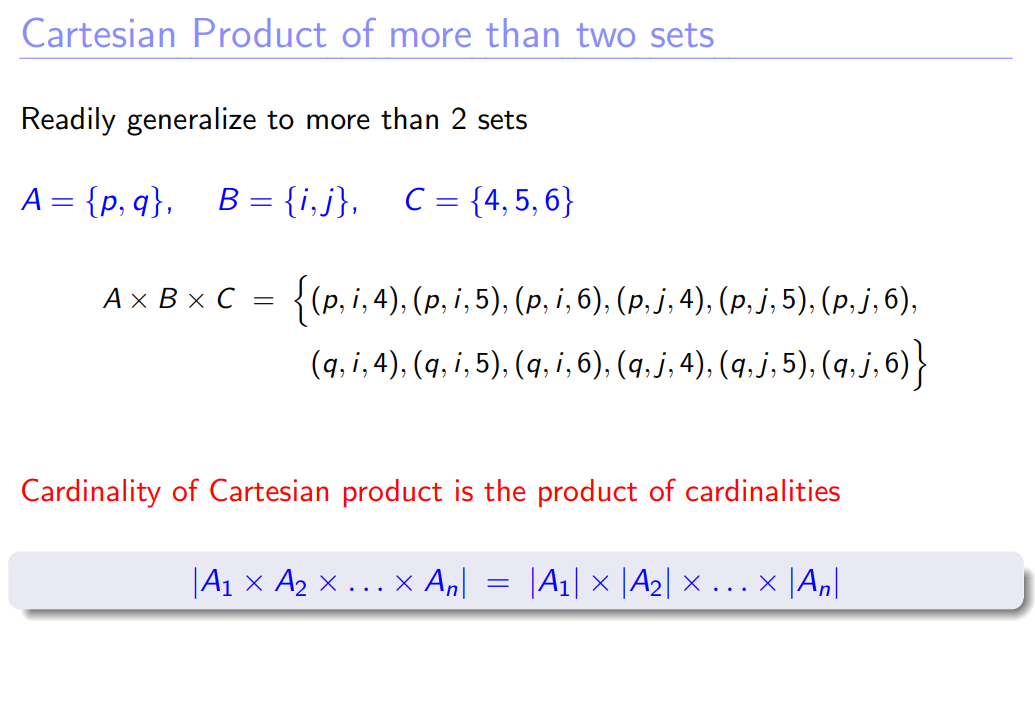 Cartesian Product of more than two sets
Readily generalize to more than 2 sets
A = {p, q}, B = {i, j}, C = {4, 5, 6}
A × B × C = {(p, i, 4), (p, i, 5), (p, i, 6), (p, j, 4), (p, j, 5), (p, j, 6),
(q, i, 4), (q, i, 5), (q, i, 6), (q, j, 4), (q, j, 5), (q, j, 6)}
Cardinality of Cartesian product is the product of cardinalities
|A₁ × A₂ × … × Aₙ| = |A₁| × |A₂| × … × |Aₙ|